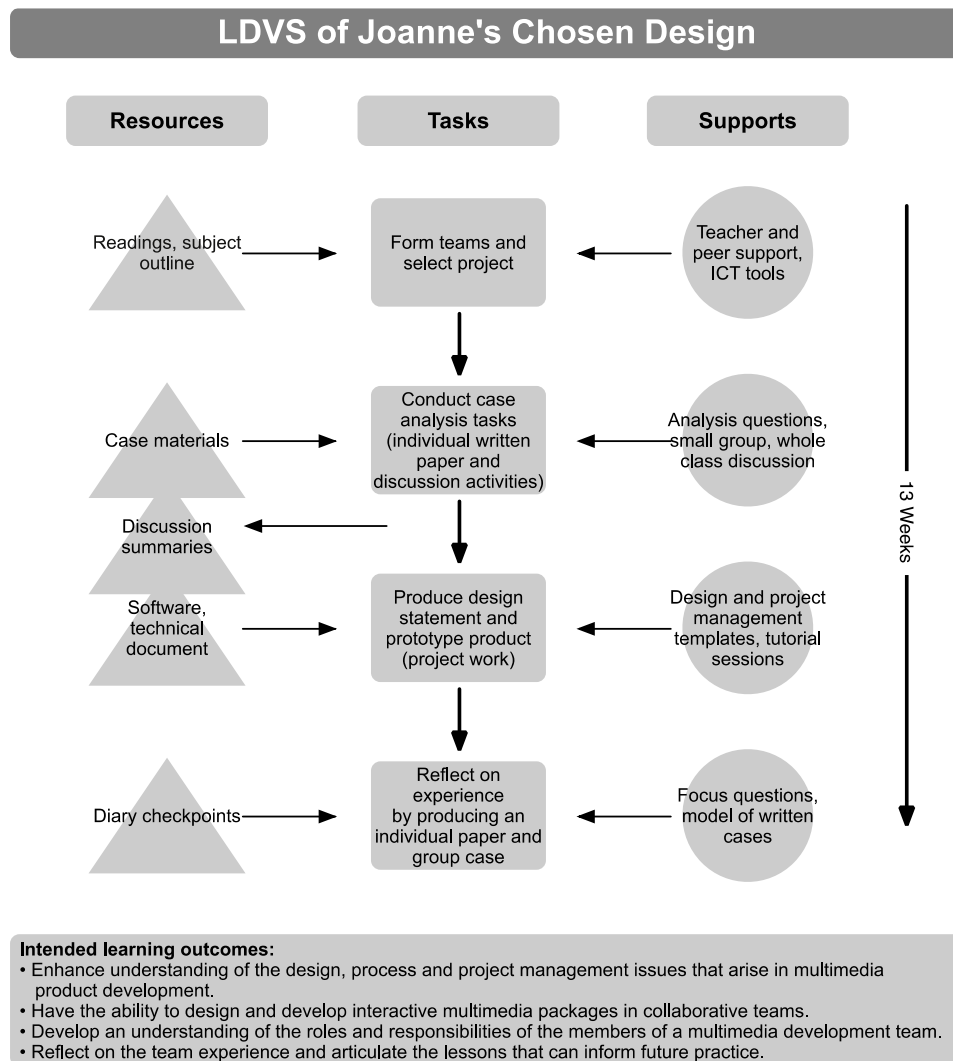 LDVS of Joanne's Chosen Design
Resources
Tasks
Supports
Readings, subject
outline
Form teams and
select project
Teacher and
peer support,
ICT tools
Case materials
Conduct case
analysis tasks
(individual written
paper and
discussion activities)
Analysis questions,
small group, whole
class discussion
Discussion
summaries
13 Weeks
Software,
technical
document
Produce design
statement and
prototype product
(project work)
Design and project
management
templates, tutorial
sessions
Diary checkpoints
Reflect on
experience
by producing an
individual paper and
group case
Focus questions,
model of written
cases
Intended learning outcomes:
• Enhance understanding of the design, process and project management issues that arise in multimedia
product development.
• Have the ability to design and develop interactive multimedia packages in collaborative teams.
• Develop an understanding of the roles and responsibilities of the members of a multimedia development team.
• Reflect on the team experience and articulate the lessons that can inform future practice.